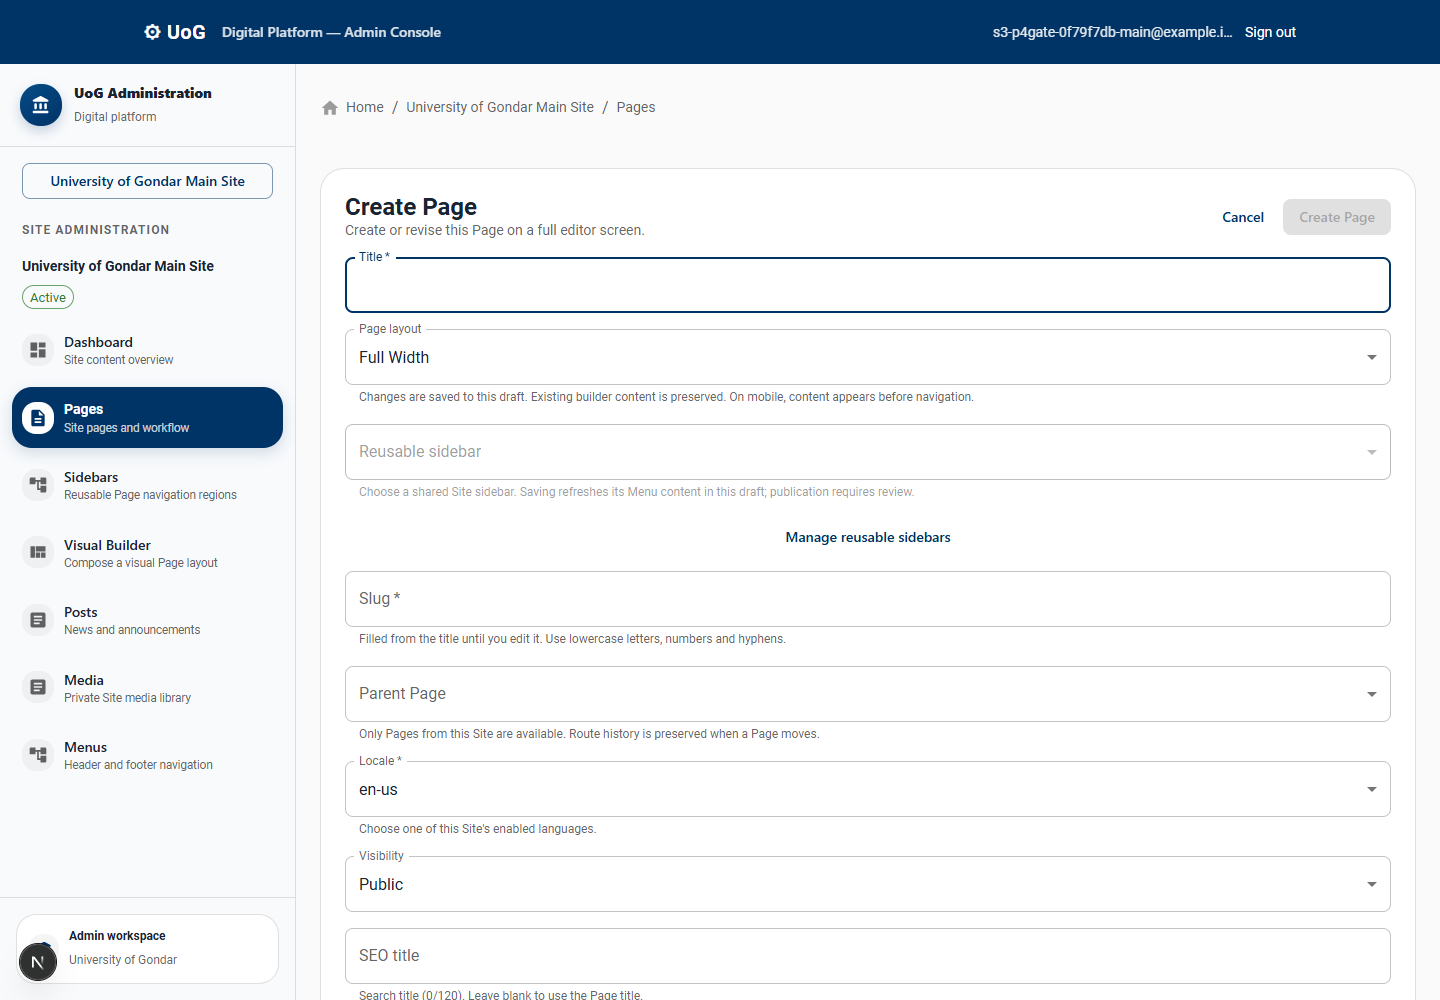 UoG
Digital Platform — Admin Console
s3-p4gate-0f79f7db-main@example.i...
Sign out
UoG Administration
Digital platform
Home / University of Gondar Main Site / Pages
University of Gondar Main Site
SITE ADMINISTRATION
University of Gondar Main Site
Active
Dashboard
Site content overview
Pages
Site pages and workflow
Sidebars
Reusable Page navigation regions
Visual Builder
Compose a visual Page layout
Posts
News and announcements
Media
Private Site media library
Menus
Header and footer navigation
Admin workspace
University of Gondar
N
Create Page
Create or revise this Page on a full editor screen.
Cancel
Create Page
Title *
Page layout
Full Width
Changes are saved to this draft. Existing builder content is preserved. On mobile, content appears before navigation.
Reusable sidebar
Choose a shared Site sidebar. Saving refreshes its Menu content in this draft; publication requires review.
Manage reusable sidebars
Slug *
Filled from the title until you edit it. Use lowercase letters, numbers and hyphens.
Parent Page
Only Pages from this Site are available. Route history is preserved when a Page moves.
Locale *
en-us
Choose one of this Site's enabled languages.
Visibility
Public
SEO title
Search title (0/120). Leave blank to use the Page title.